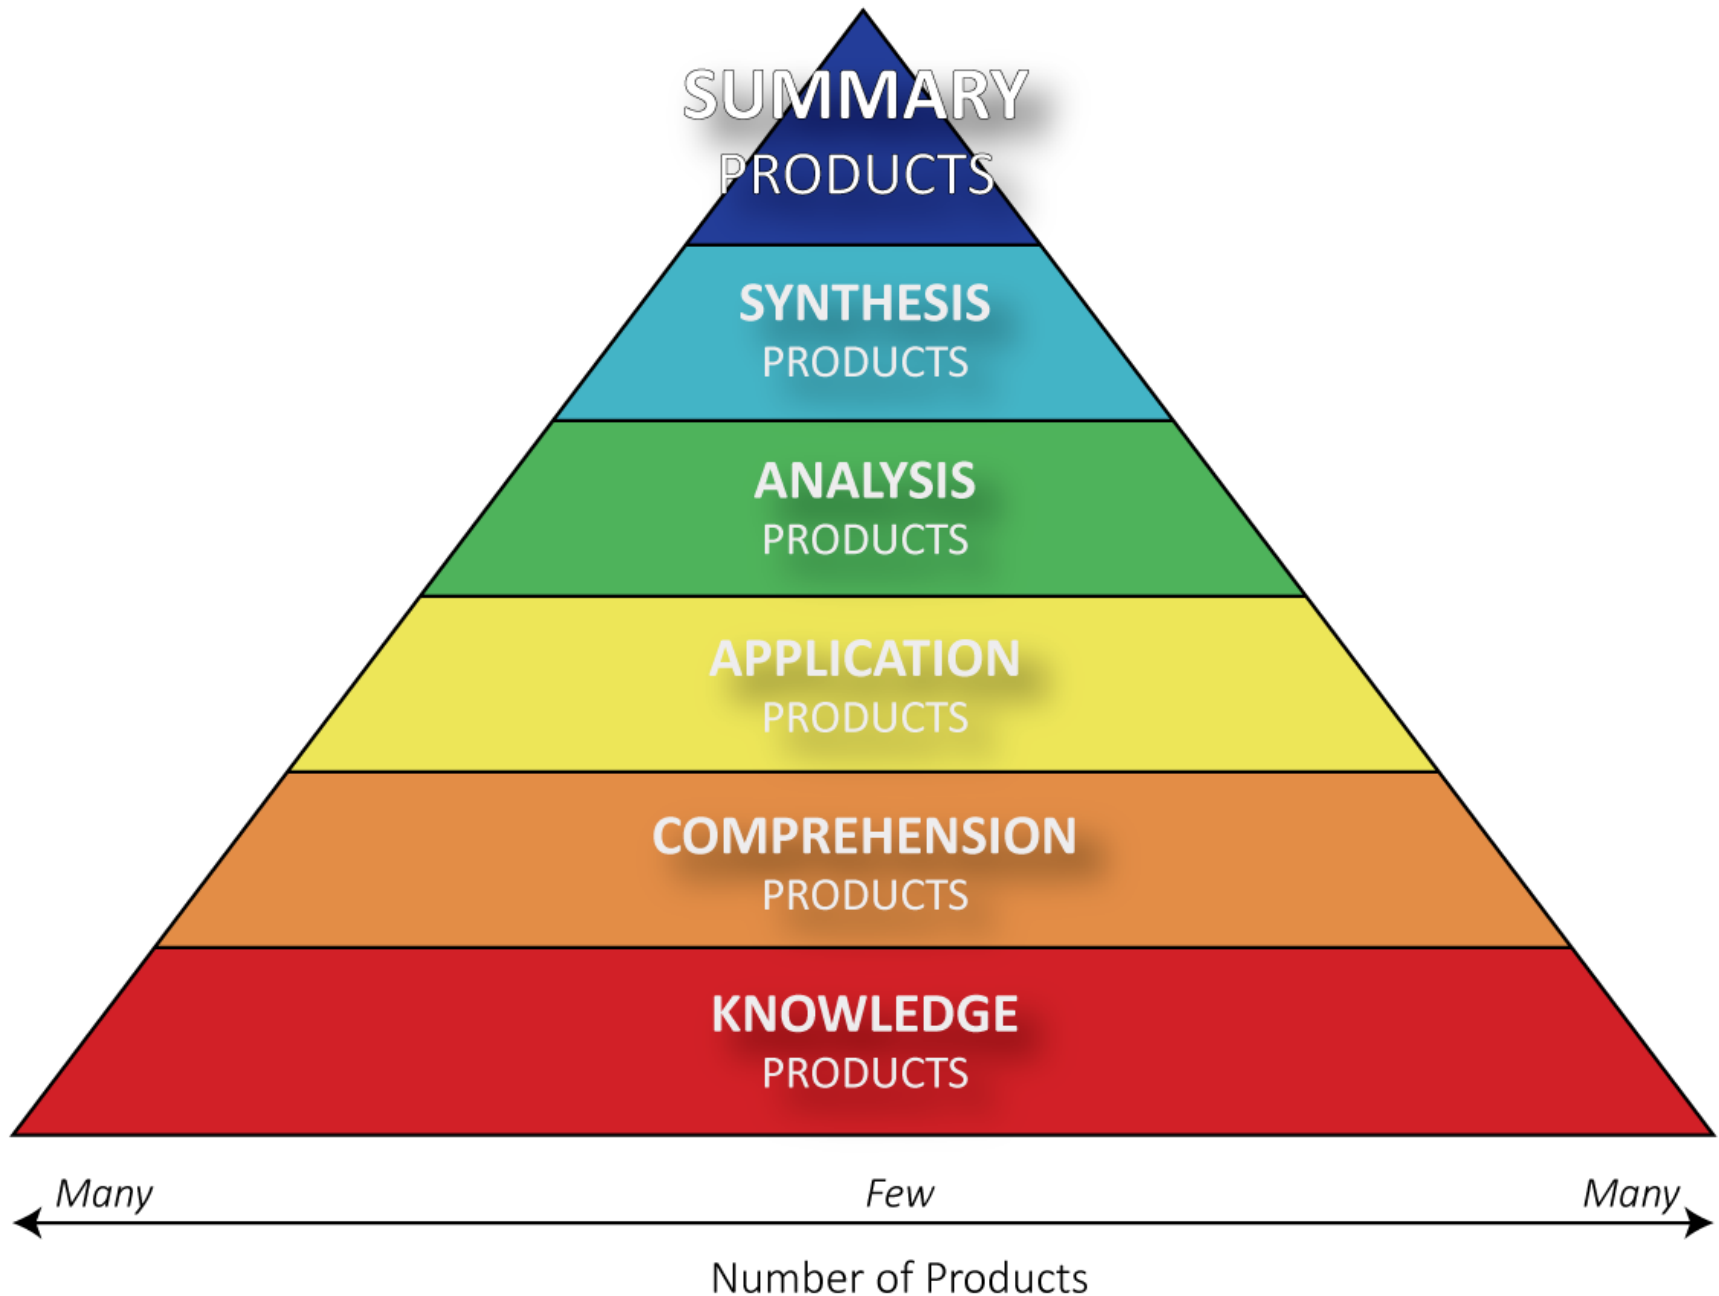 SUMMARY
PRODUCTS
SYNTHESIS
PRODUCTS
ANALYSIS
PRODUCTS
APPLICATION
PRODUCTS
COMPREHENSION
PRODUCTS
KNOWLEDGE
PRODUCTS
Many Few Many
Number of Products